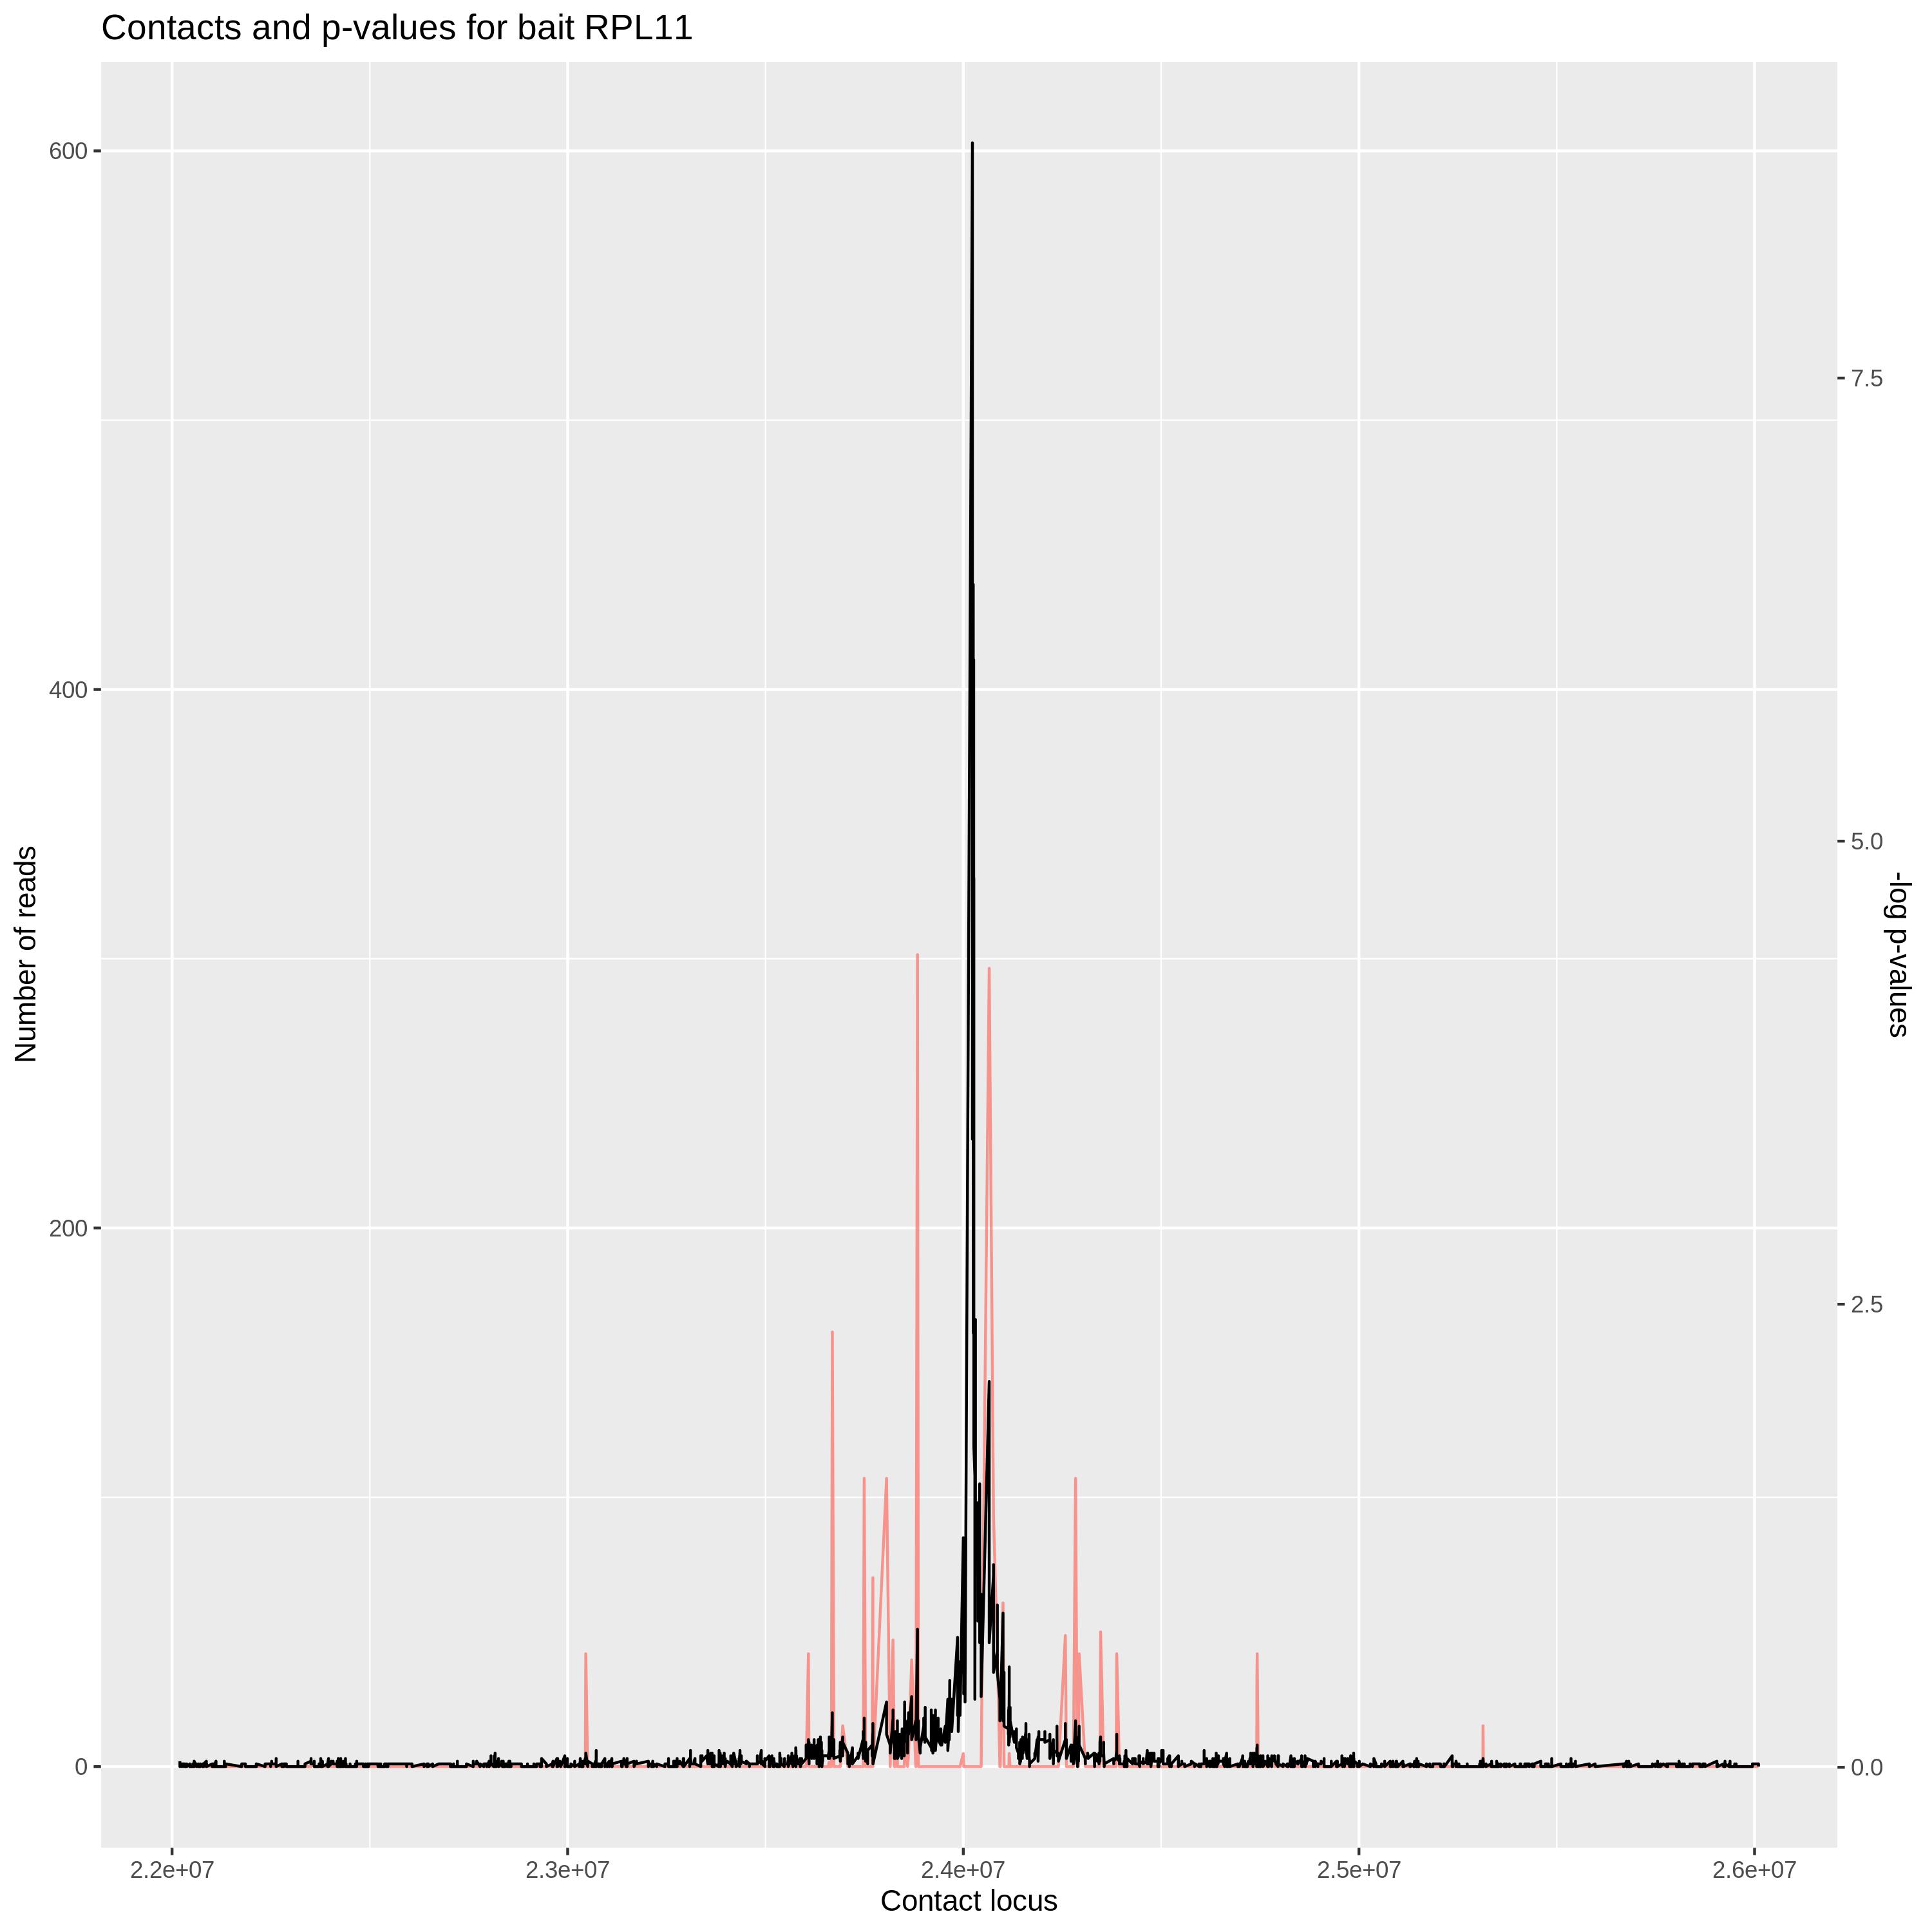 Contacts and p-values for bait RPL11
600
400
200
0
Number of reads
7.5
5.0
2.5
0.0
-log p-values
2.2e+07 2.3e+07 2.4e+07 2.5e+07 2.6e+07
Contact locus